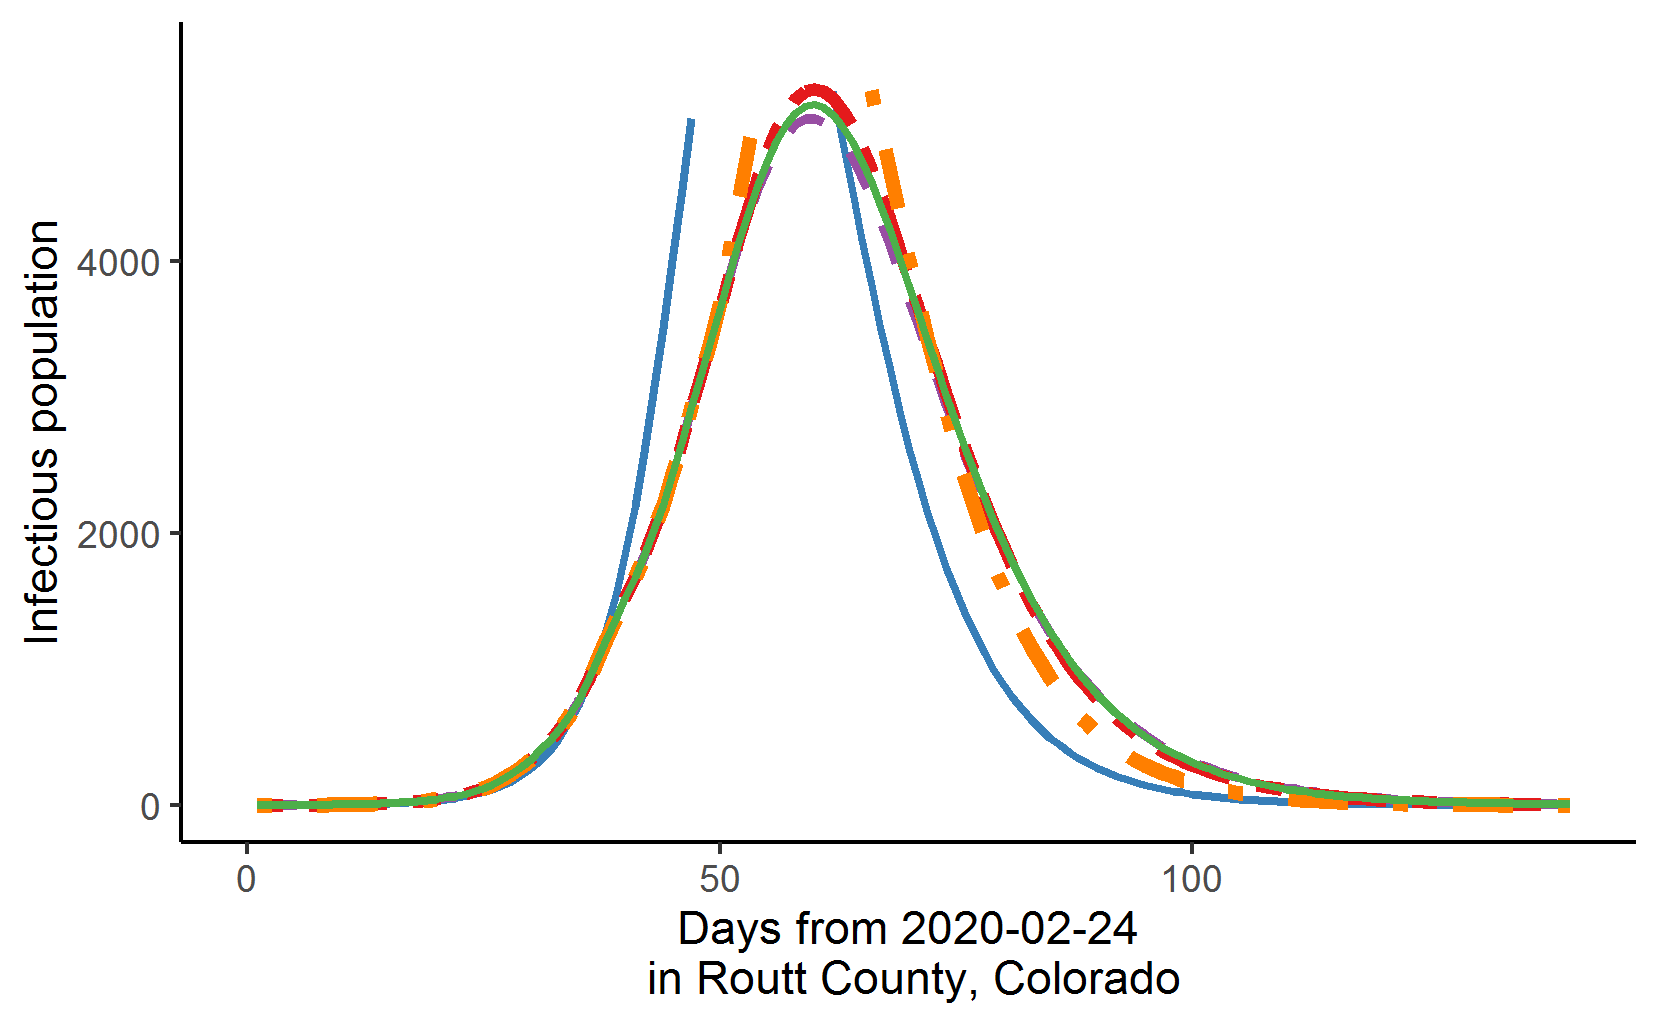 Infectious population
4000
2000
0
0
50
100
Days from 2020-02-24
in Routt County, Colorado